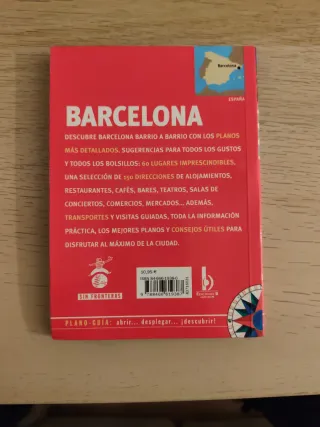 Barcelona
ESPAÑA
BARCELONA
DESCUBRE BARCELONA BARRIO A BARRIO CON LOS PLANOS
MÁS DETALLADOS. SUGERENCIAS PARA TODOS LOS GUSTOS
Y TODOS LOS BOLSILLOS: 60 LUGARES IMPRESCINDIBLES,
UNA SELECCIÓN DE 150 DIRECCIONES DE ALOJAMIENTOS,
RESTAURANTES, CAFÉS, BARES, TEATROS, SALAS DE
CONCIERTOS, COMERCIOS, MERCADOS... ADEMÁS,
TRANSPORTES Y VISITAS GUIADAS, TODA LA INFORMACIÓN
PRÁCTICA, LOS MEJORES PLANOS Y CONSEJOS ÚTILES PARA
DISFRUTAR AL MÁXIMO DE LA CIUDAD.
SIN FRONTERAS
b
PLANO-GUÍA: abrir... desplegar... ¡descubrir!